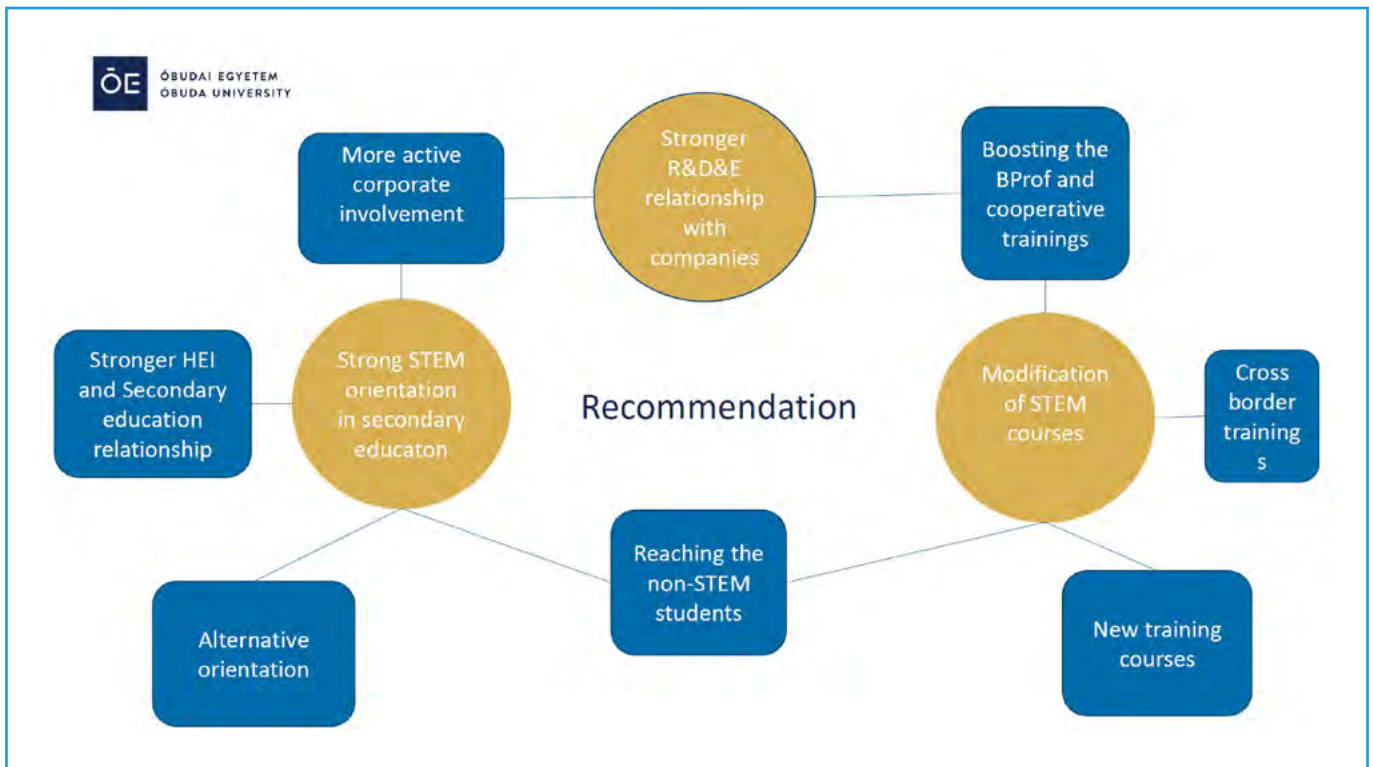 ŌE
ÓBUDAI EGYETEM
ÓBUDA UNIVERSITY
More active
corporate
involvement
Stronger
R&D&E
relationship
with
companies
Boosting the
BProf and
cooperative
trainings
Stronger HEI
and Secondary
education
relationship
Strong STEM
orientation
in secondary
educaton
Recommendation
Modification
of STEM
courses
Cross
border
training
s
Alternative
orientation
Reaching the
non-STEM
students
New training
courses